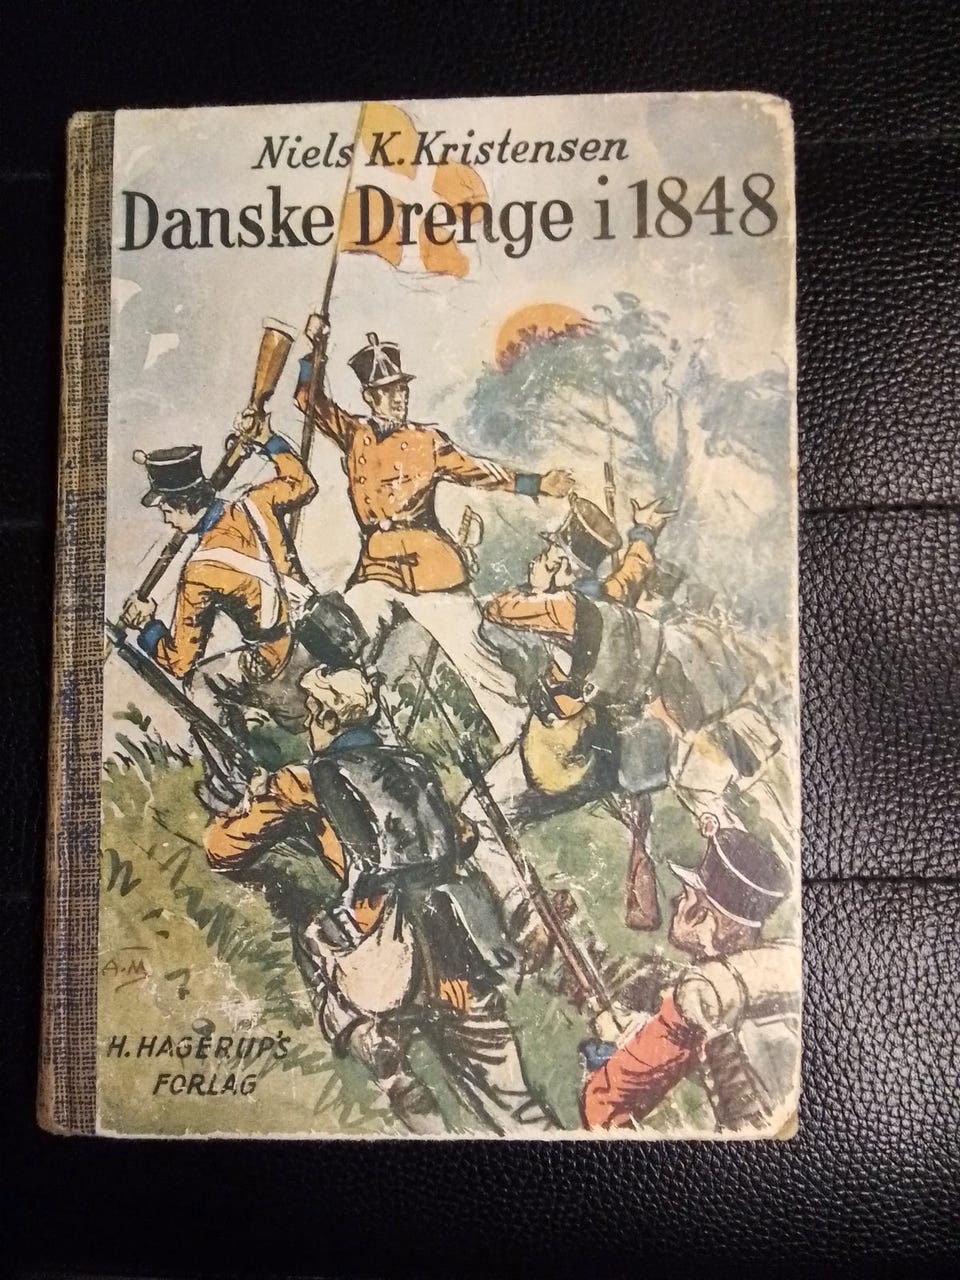 Niels K. Kristensen
Danske Drenge i 1848
A.M.
H. HAGERUP'S
FORLAG